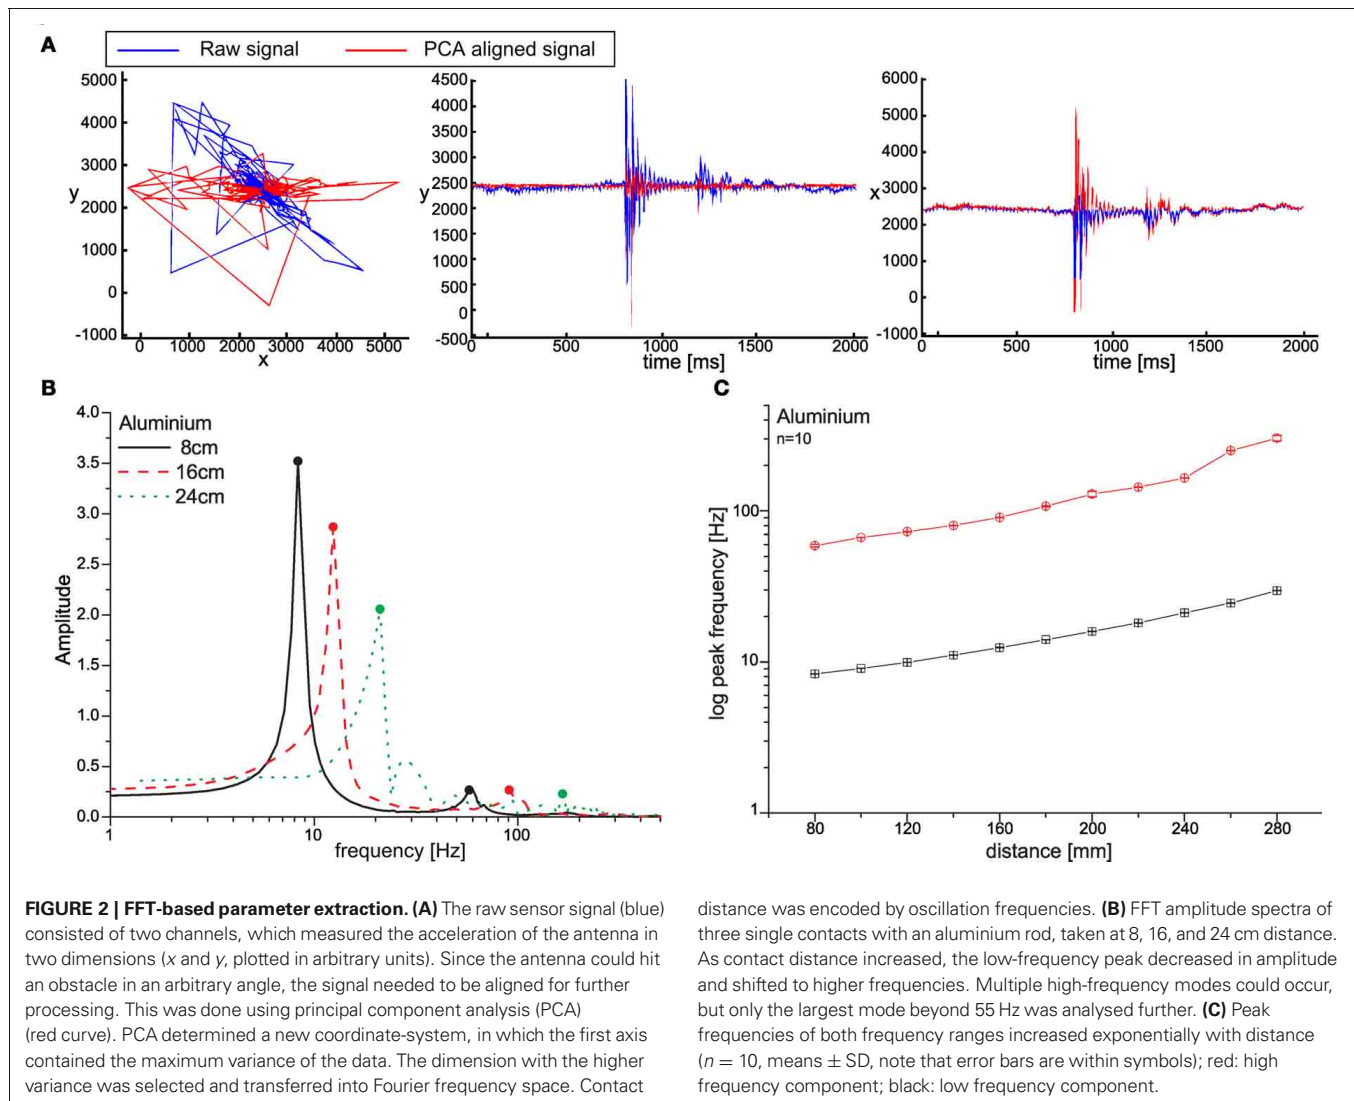 A
Raw signal
PCA aligned signal
5000
4000
3000
y
2000
1000
0
-1000
0 1000 2000 3000 4000 5000
x
4500
4000
3500
3000
y
2500
2000
1500
1000
500
0
-500
0 500 1000 1500 2000
time [ms]
6000
5000
4000
3000
x
2000
1000
0
-1000
0 500 1000 1500 2000
time [ms]
B
4.0
3.5
3.0
2.5
2.0
1.5
1.0
0.5
0.0
Amplitude
Aluminium
8cm
16cm
24cm
1 10 100
frequency [Hz]
C
Aluminium
n=10
100
10
1
log peak frequency [Hz]
80 120 160 200 240 280
distance [mm]
FIGURE 2 | FFT-based parameter extraction. (A) The raw sensor signal (blue)
consisted of two channels, which measured the acceleration of the antenna in
two dimensions (x and y, plotted in arbitrary units). Since the antenna could hit
an obstacle in an arbitrary angle, the signal needed to be aligned for further
processing. This was done using principal component analysis (PCA)
(red curve). PCA determined a new coordinate-system, in which the first axis
contained the maximum variance of the data. The dimension with the higher
variance was selected and transferred into Fourier frequency space. Contact
distance was encoded by oscillation frequencies. (B) FFT amplitude spectra of
three single contacts with an aluminium rod, taken at 8, 16, and 24 cm distance.
As contact distance increased, the low-frequency peak decreased in amplitude
and shifted to higher frequencies. Multiple high-frequency modes could occur,
but only the largest mode beyond 55 Hz was analysed further. (C) Peak
frequencies of both frequency ranges increased exponentially with distance
(n = 10, means ± SD, note that error bars are within symbols); red: high
frequency component; black: low frequency component.